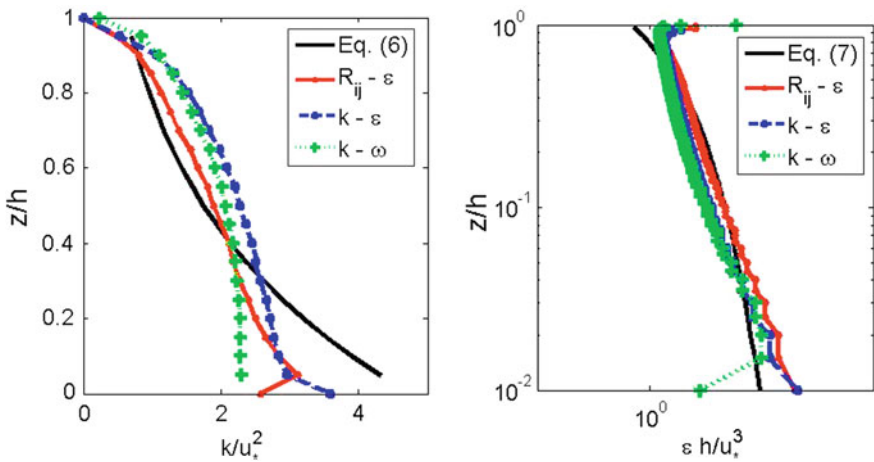 1
0.8
0.6
0.4
0.2
0
z/h
0 2 4
k/u*²
Eq. (6)
Rij - ε
k - ε
k - ω
10⁰
10⁻¹
10⁻²
z/h
10⁰
ε h/u*³
Eq. (7)
Rij - ε
k - ε
k - ω